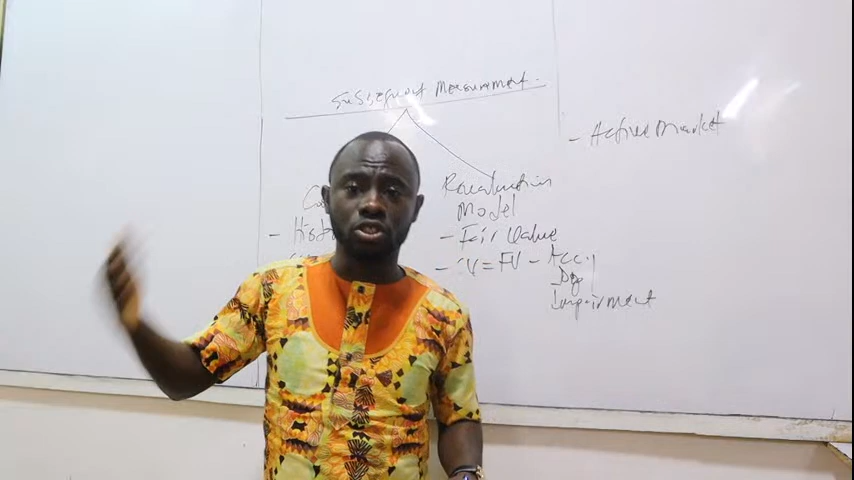 Subsequent Measurement.
- Active Market
Revaluation
Model
- Fair Value
- CV = FV - Acc.
Dep
Impairment